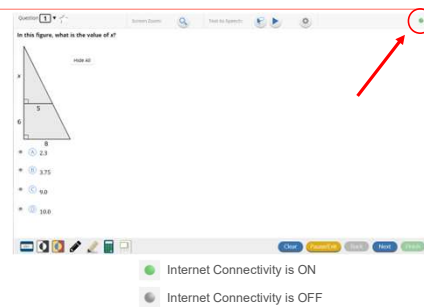 Question 1
Screen Zoom:
Text to Speech:
In this figure, what is the value of x?
Hide All
x
5
6
8
A 2.3
B 3.75
C 9.0
D 10.0
Clear Pause/Exit Back Next Finish
Internet Connectivity is ON
Internet Connectivity is OFF